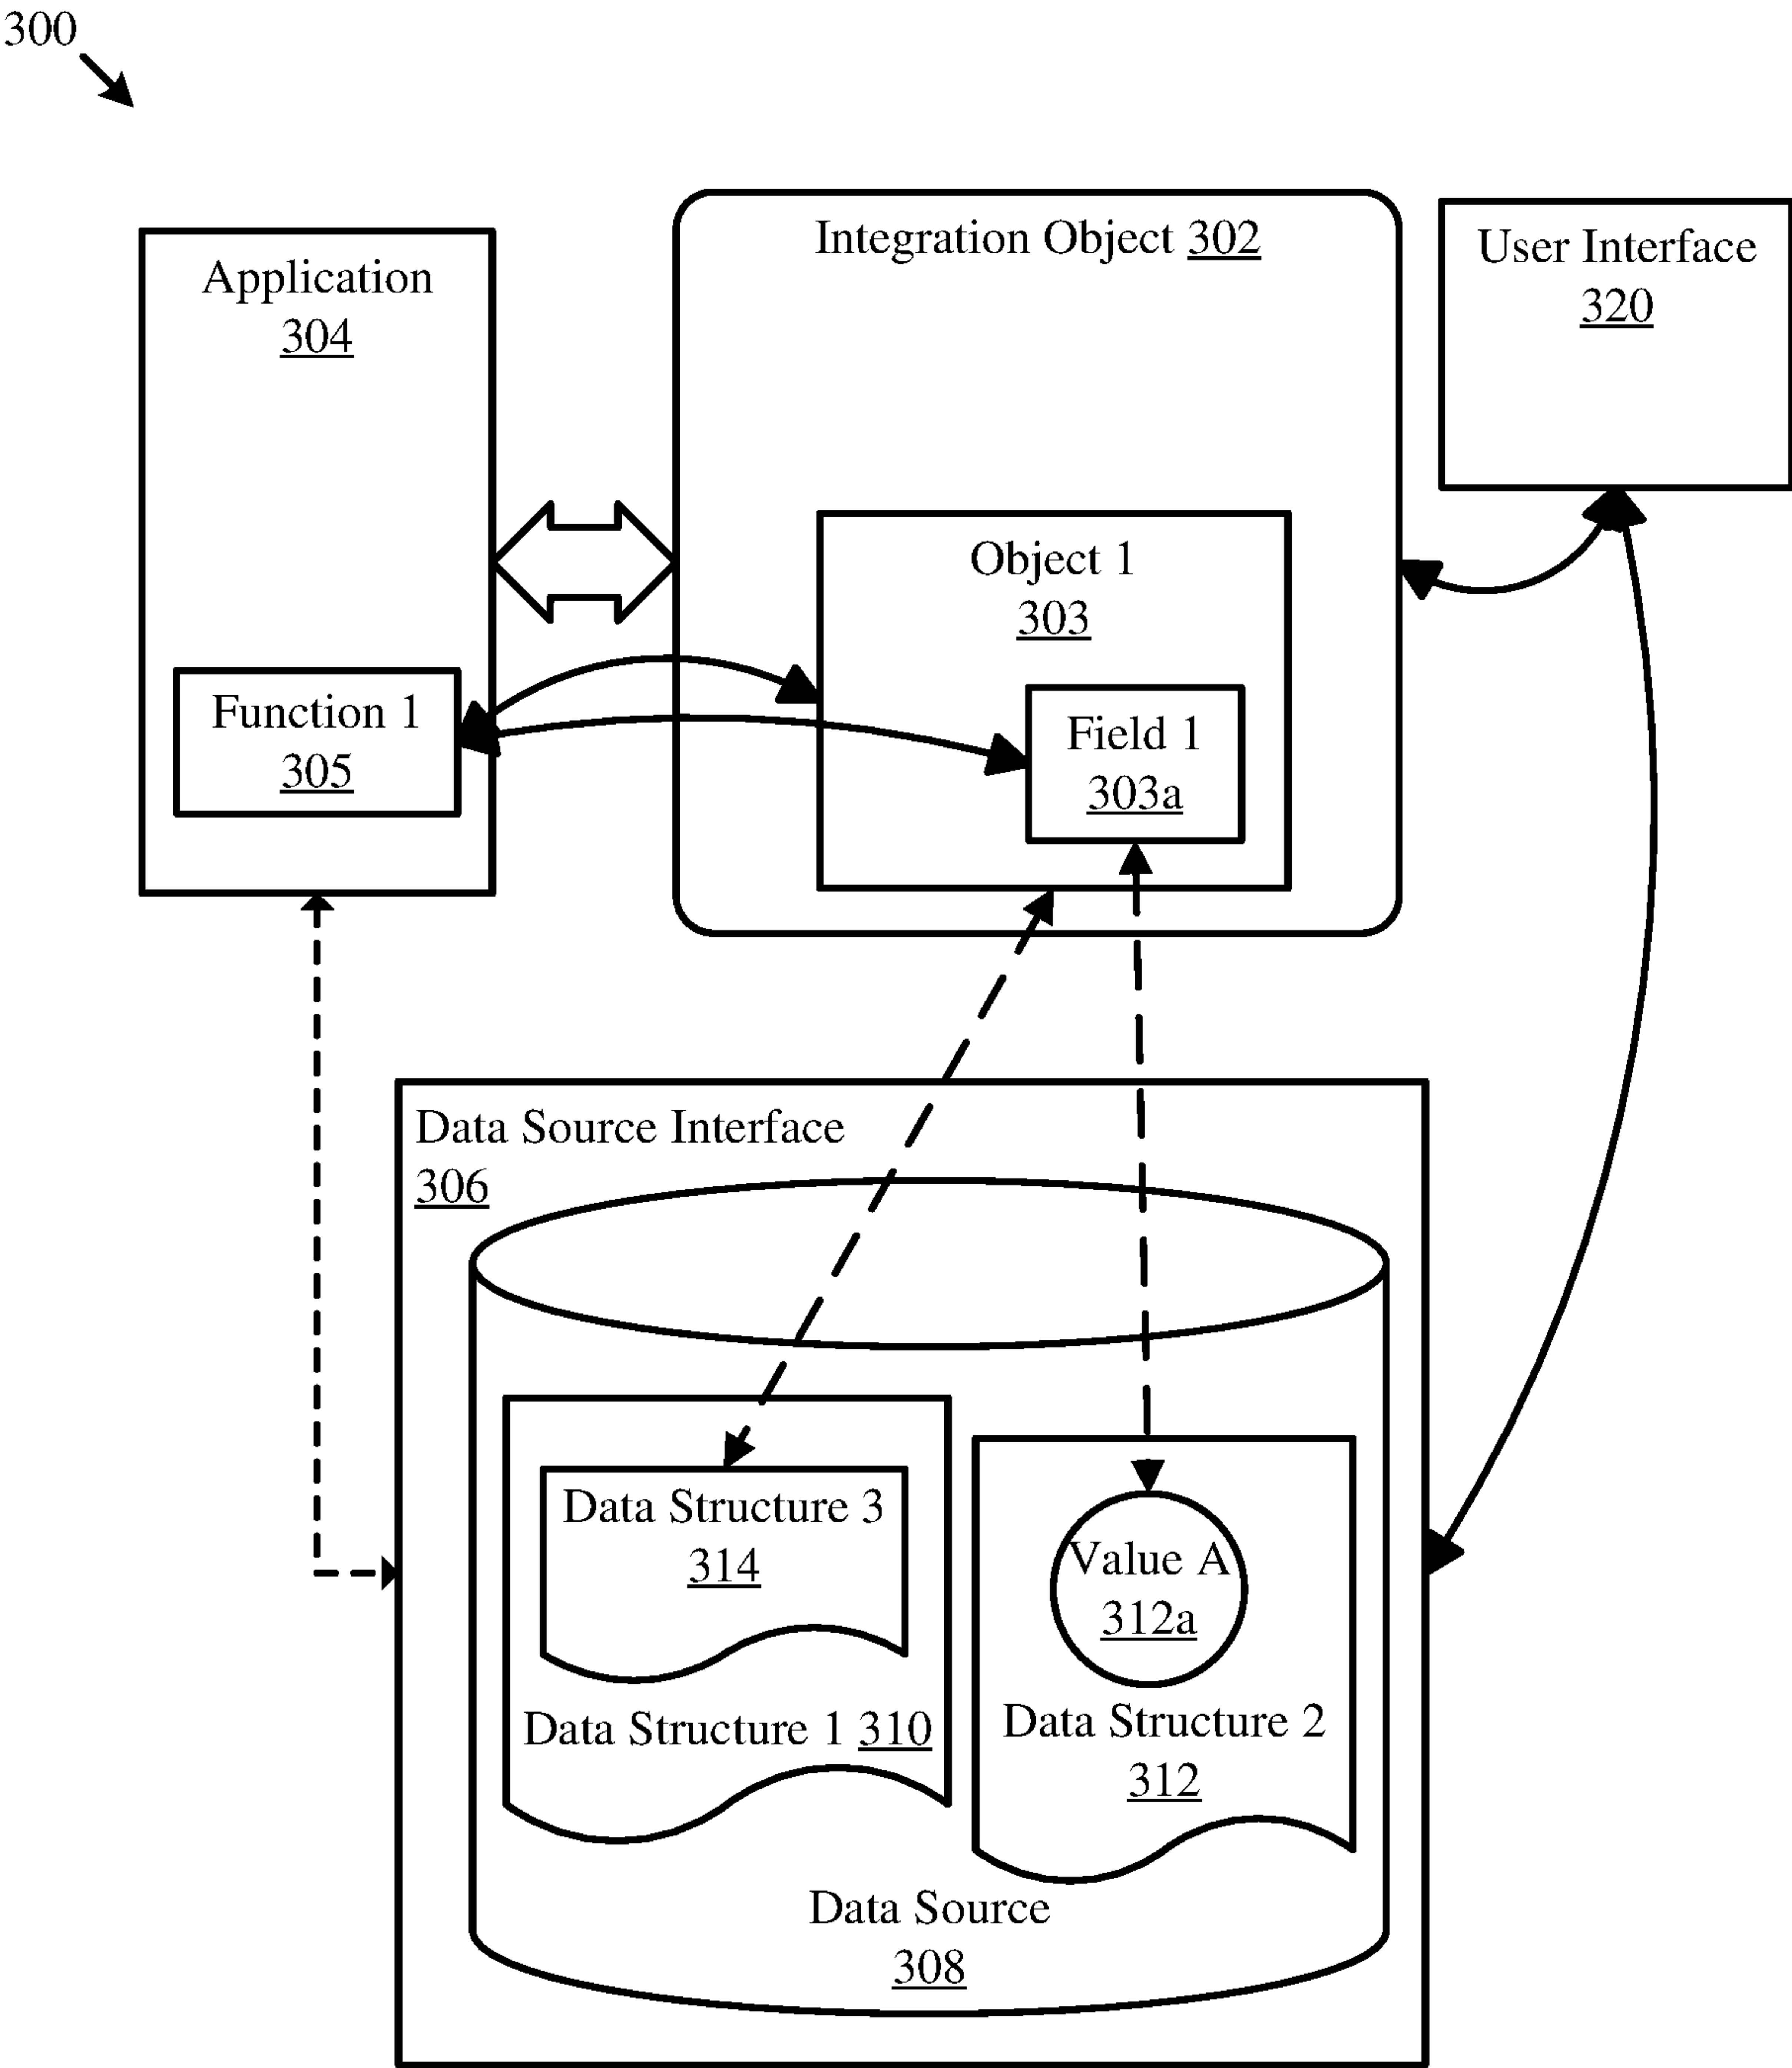 300
Application
304
Function 1
305
Integration Object 302
Object 1
303
Field 1
303a
User Interface
320
Data Source Interface
306
Data Structure 3
314
Data Structure 1 310
Value A
312a
Data Structure 2
312
Data Source
308